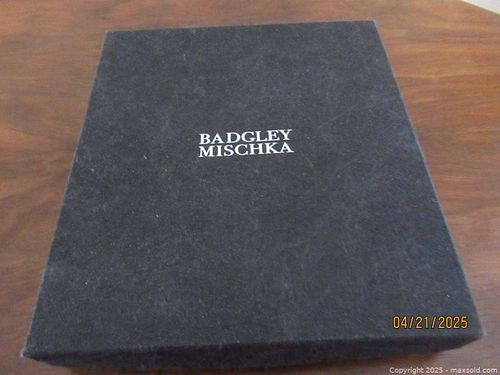 BADGLEY
MISCHKA
04/21/2025
Copyright 2025 - maxsold.com